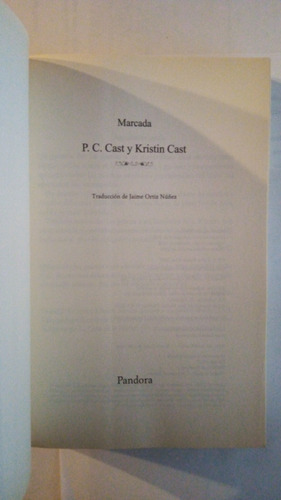 Marcada
P. C. Cast y Kristin Cast
Traducción de Jaime Ortiz Núñez
Pandora